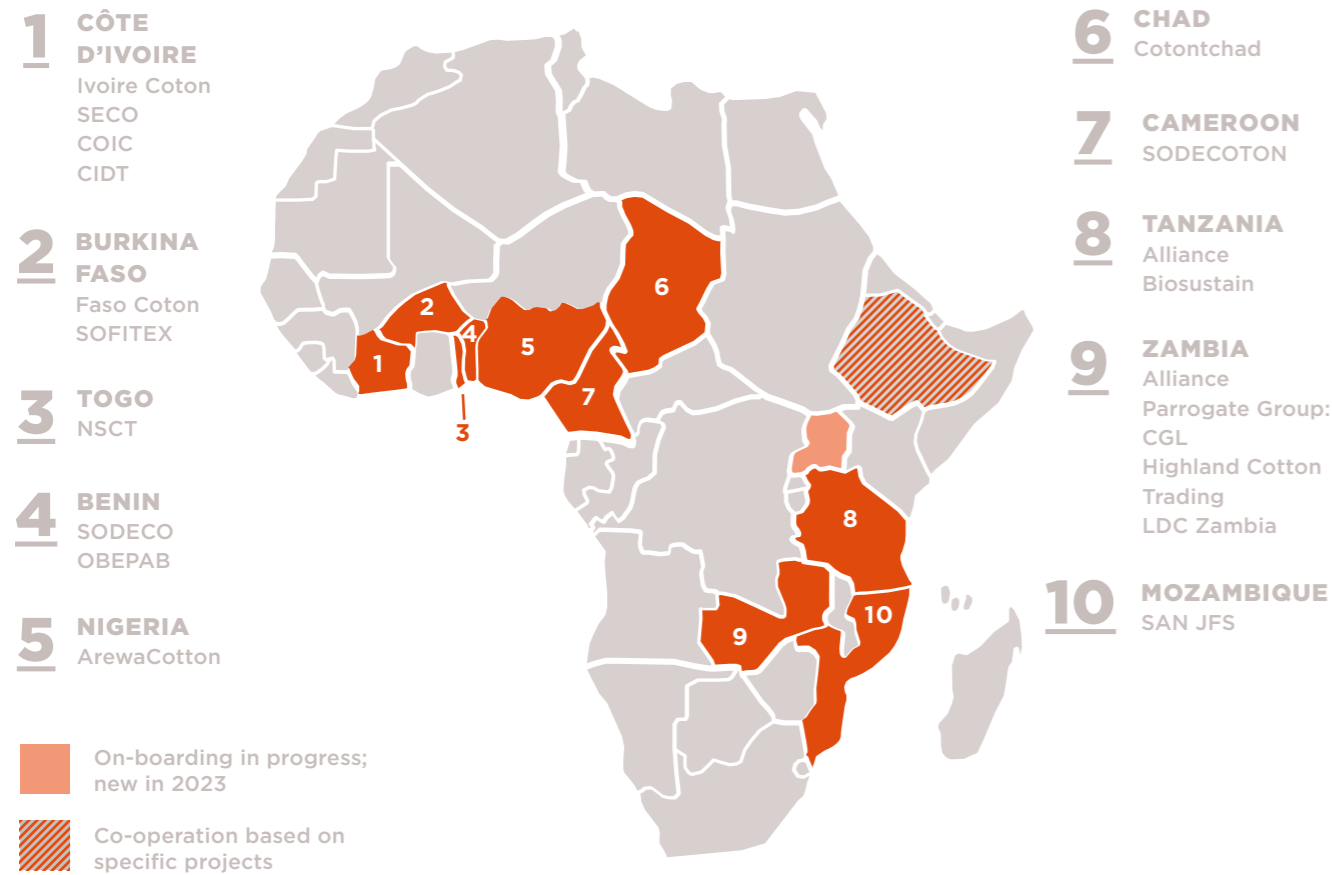 1
CÔTE
D’IVOIRE
Ivoire Coton
SECO
COIC
CIDT
2
BURKINA
FASO
Faso Coton
SOFITEX
3
TOGO
NSCT
4
BENIN
SODECO
OBEPAB
5
NIGERIA
ArewaCotton
On-boarding in progress;
new in 2023
Co-operation based on
specific projects
6
2
4
5
1
7
3
8
10
9
6
CHAD
Cotontchad
7
CAMEROON
SODECOTON
8
TANZANIA
Alliance
Biosustain
9
ZAMBIA
Alliance
Parrogate Group:
CGL
Highland Cotton
Trading
LDC Zambia
10
MOZAMBIQUE
SAN JFS